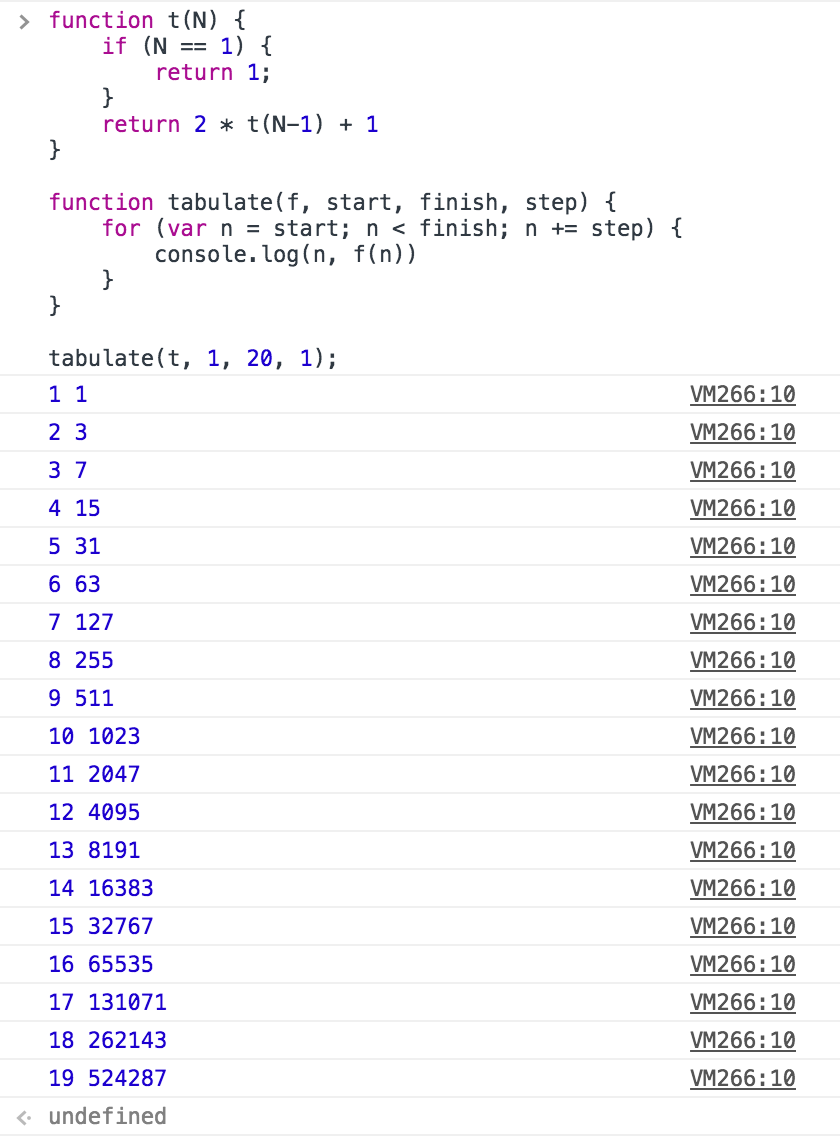 > function t(N) {
    if (N == 1) {
        return 1;
    }
    return 2 * t(N-1) + 1
}

function tabulate(f, start, finish, step) {
    for (var n = start; n < finish; n += step) {
        console.log(n, f(n))
    }
}

tabulate(t, 1, 20, 1);
1 1 VM266:10
2 3 VM266:10
3 7 VM266:10
4 15 VM266:10
5 31 VM266:10
6 63 VM266:10
7 127 VM266:10
8 255 VM266:10
9 511 VM266:10
10 1023 VM266:10
11 2047 VM266:10
12 4095 VM266:10
13 8191 VM266:10
14 16383 VM266:10
15 32767 VM266:10
16 65535 VM266:10
17 131071 VM266:10
18 262143 VM266:10
19 524287 VM266:10
undefined